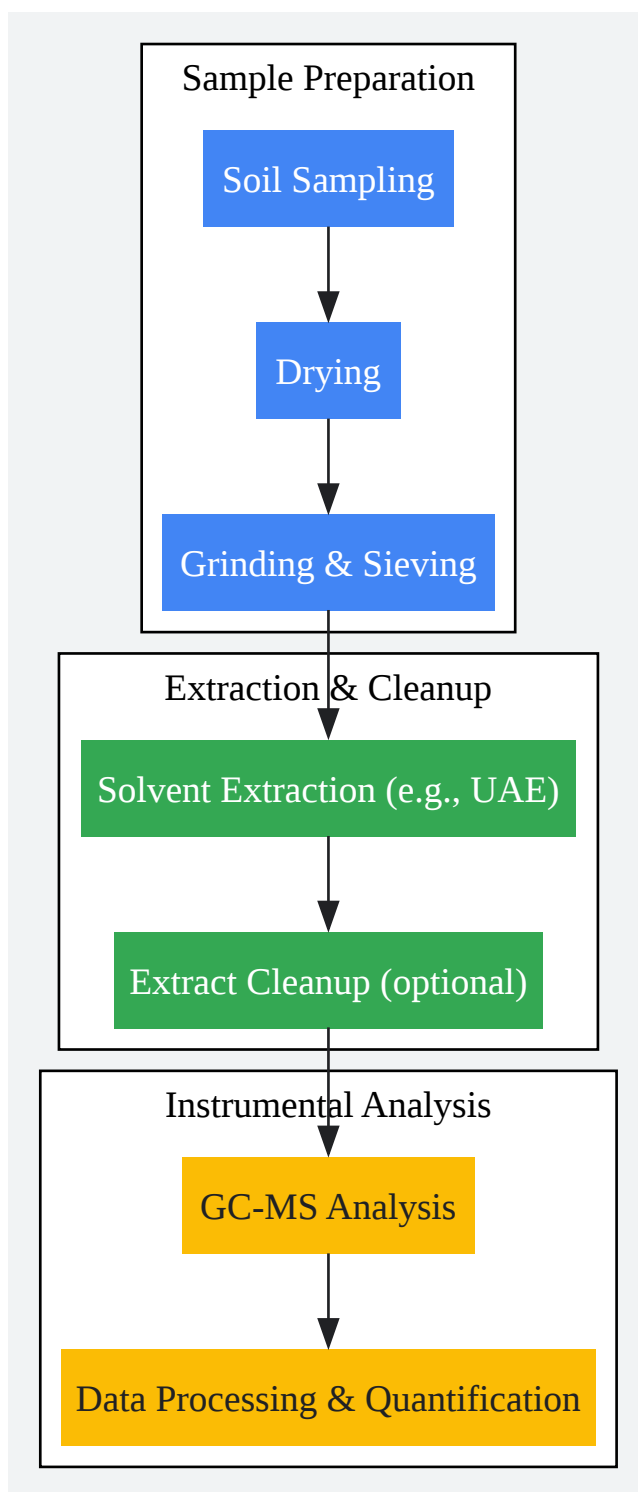 Sample Preparation
Soil Sampling
Drying
Grinding & Sieving
Extraction & Cleanup
Solvent Extraction (e.g., UAE)
Extract Cleanup (optional)
Instrumental Analysis
GC-MS Analysis
Data Processing & Quantification